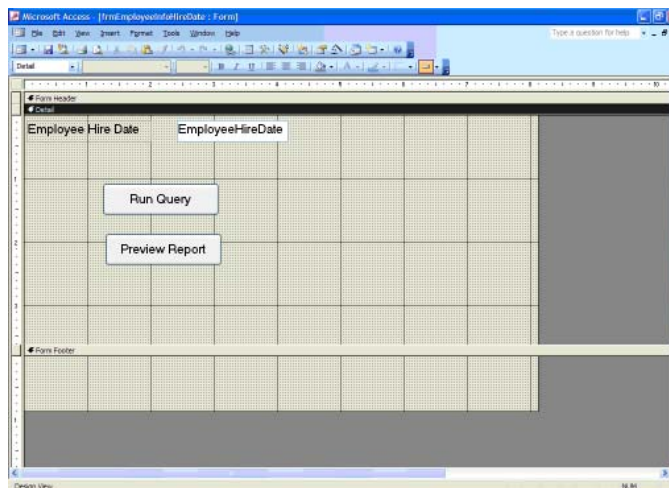 Microsoft Access - [frmEmployeeInfoHireDate : Form]
File Edit View Insert Format Tools Window Help
Type a question for help
Detail
Form Header
Detail
Employee Hire Date EmployeeHireDate
Run Query
Preview Report
Form Footer
Design View NUM